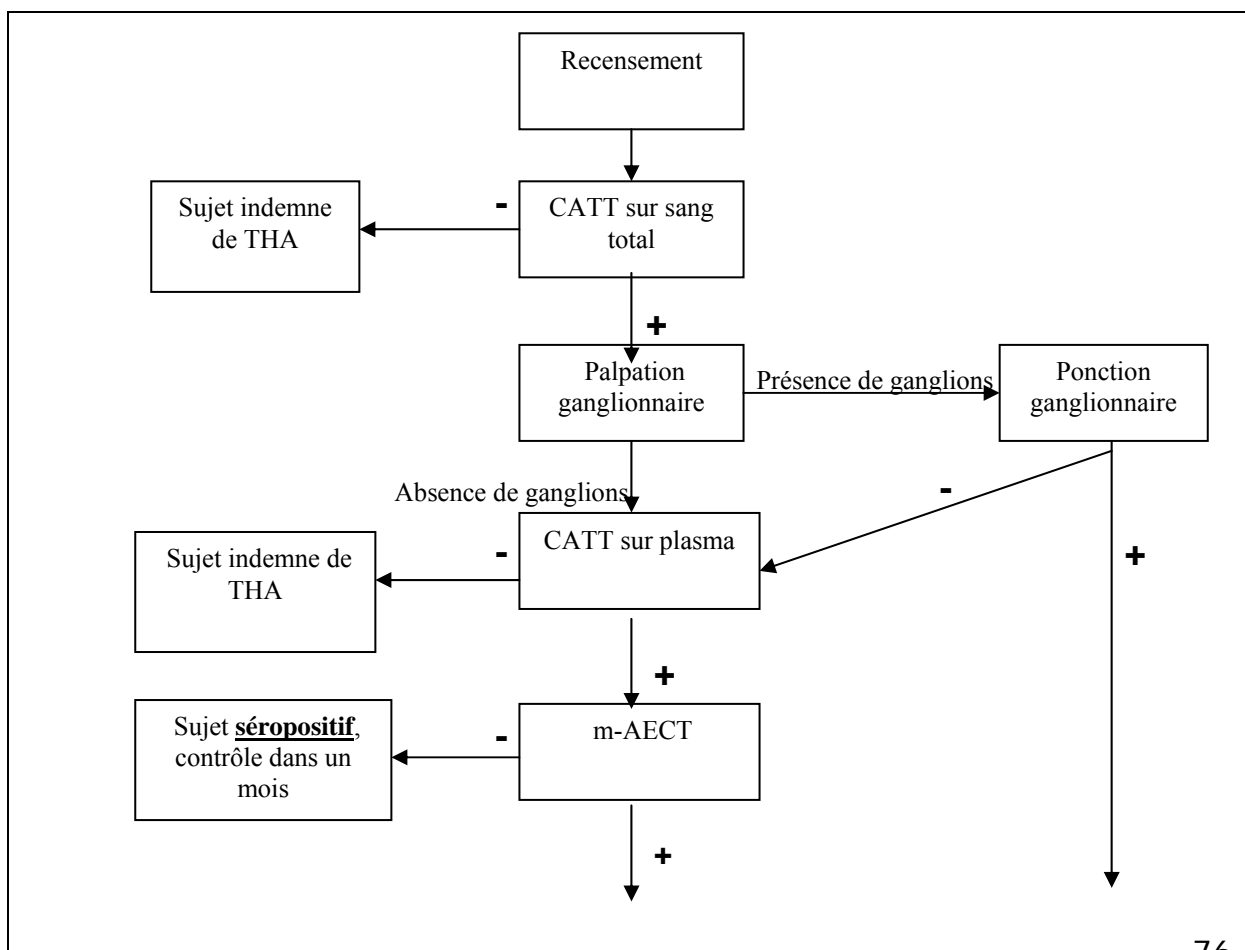 Recensement
Sujet indemne
de THA
-
CATT sur sang
total
+
Palpation
ganglionnaire
Présence de ganglions
Ponction
ganglionnaire
Absence de ganglions
-
+
Sujet indemne de
THA
-
CATT sur plasma
+
Sujet séropositif,
contrôle dans un
mois
-
m-AECT
+